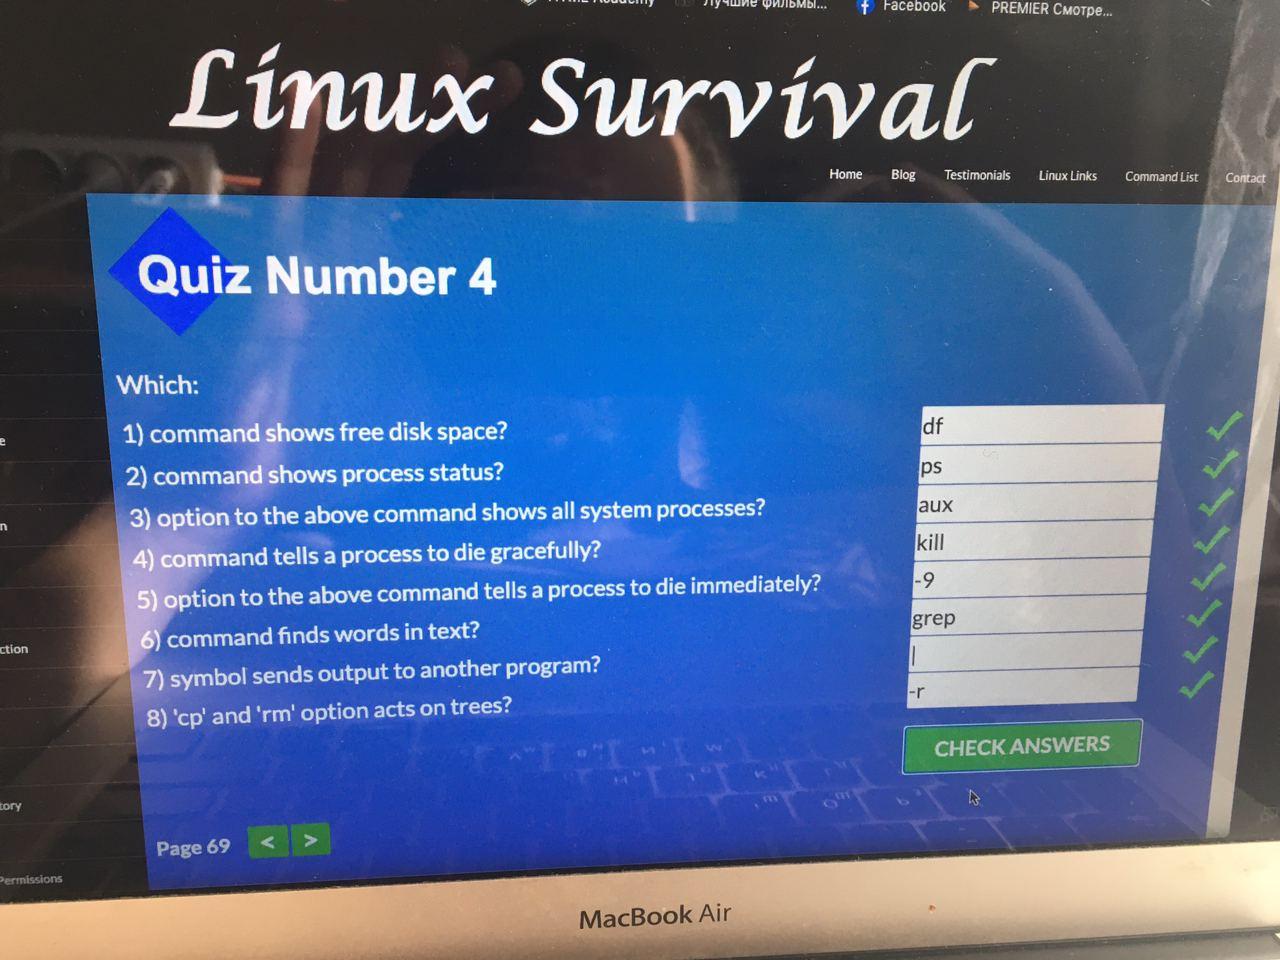 Лучшие фильмы... Facebook PREMIER Смотре...
Linux Survival
Home Blog Testimonials Linux Links Command List Contact
Quiz Number 4
Which:
1) command shows free disk space? df
2) command shows process status? ps
3) option to the above command shows all system processes? aux
4) command tells a process to die gracefully? kill
5) option to the above command tells a process to die immediately? -9
6) command finds words in text? grep
7) symbol sends output to another program? |
8) 'cp' and 'rm' option acts on trees? -r
CHECK ANSWERS
Page 69 < >
Permissions
MacBook Air